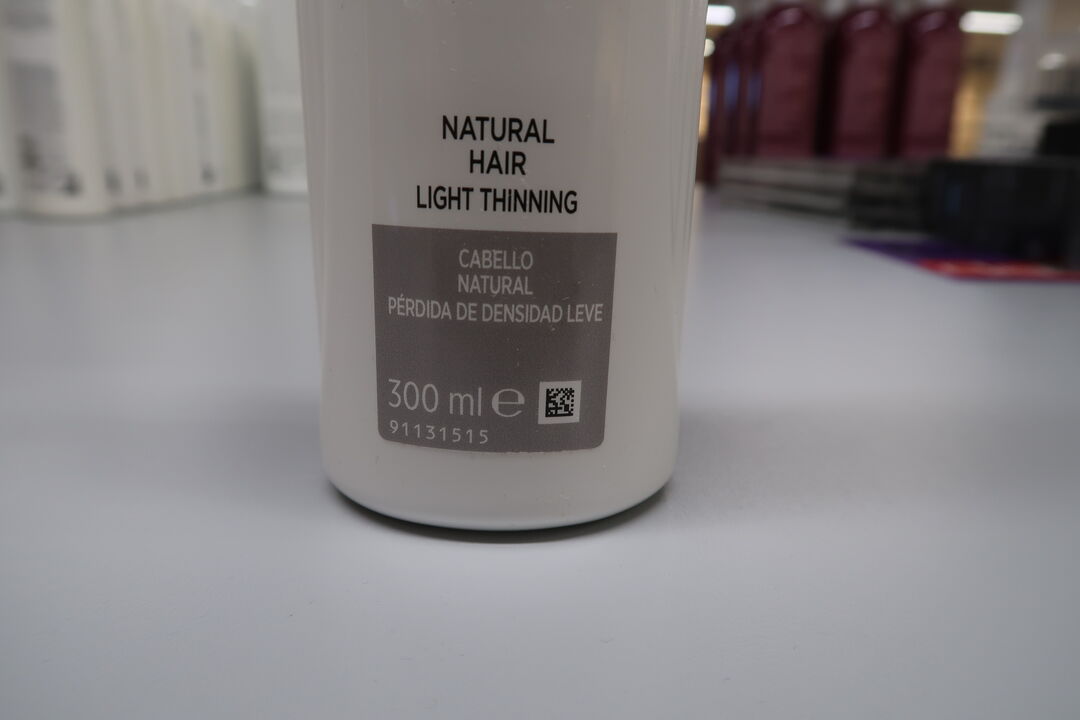 NATURAL
HAIR
LIGHT THINNING
CABELLO
NATURAL
PÉRDIDA DE DENSIDAD LEVE
300 ml ℮
91131515